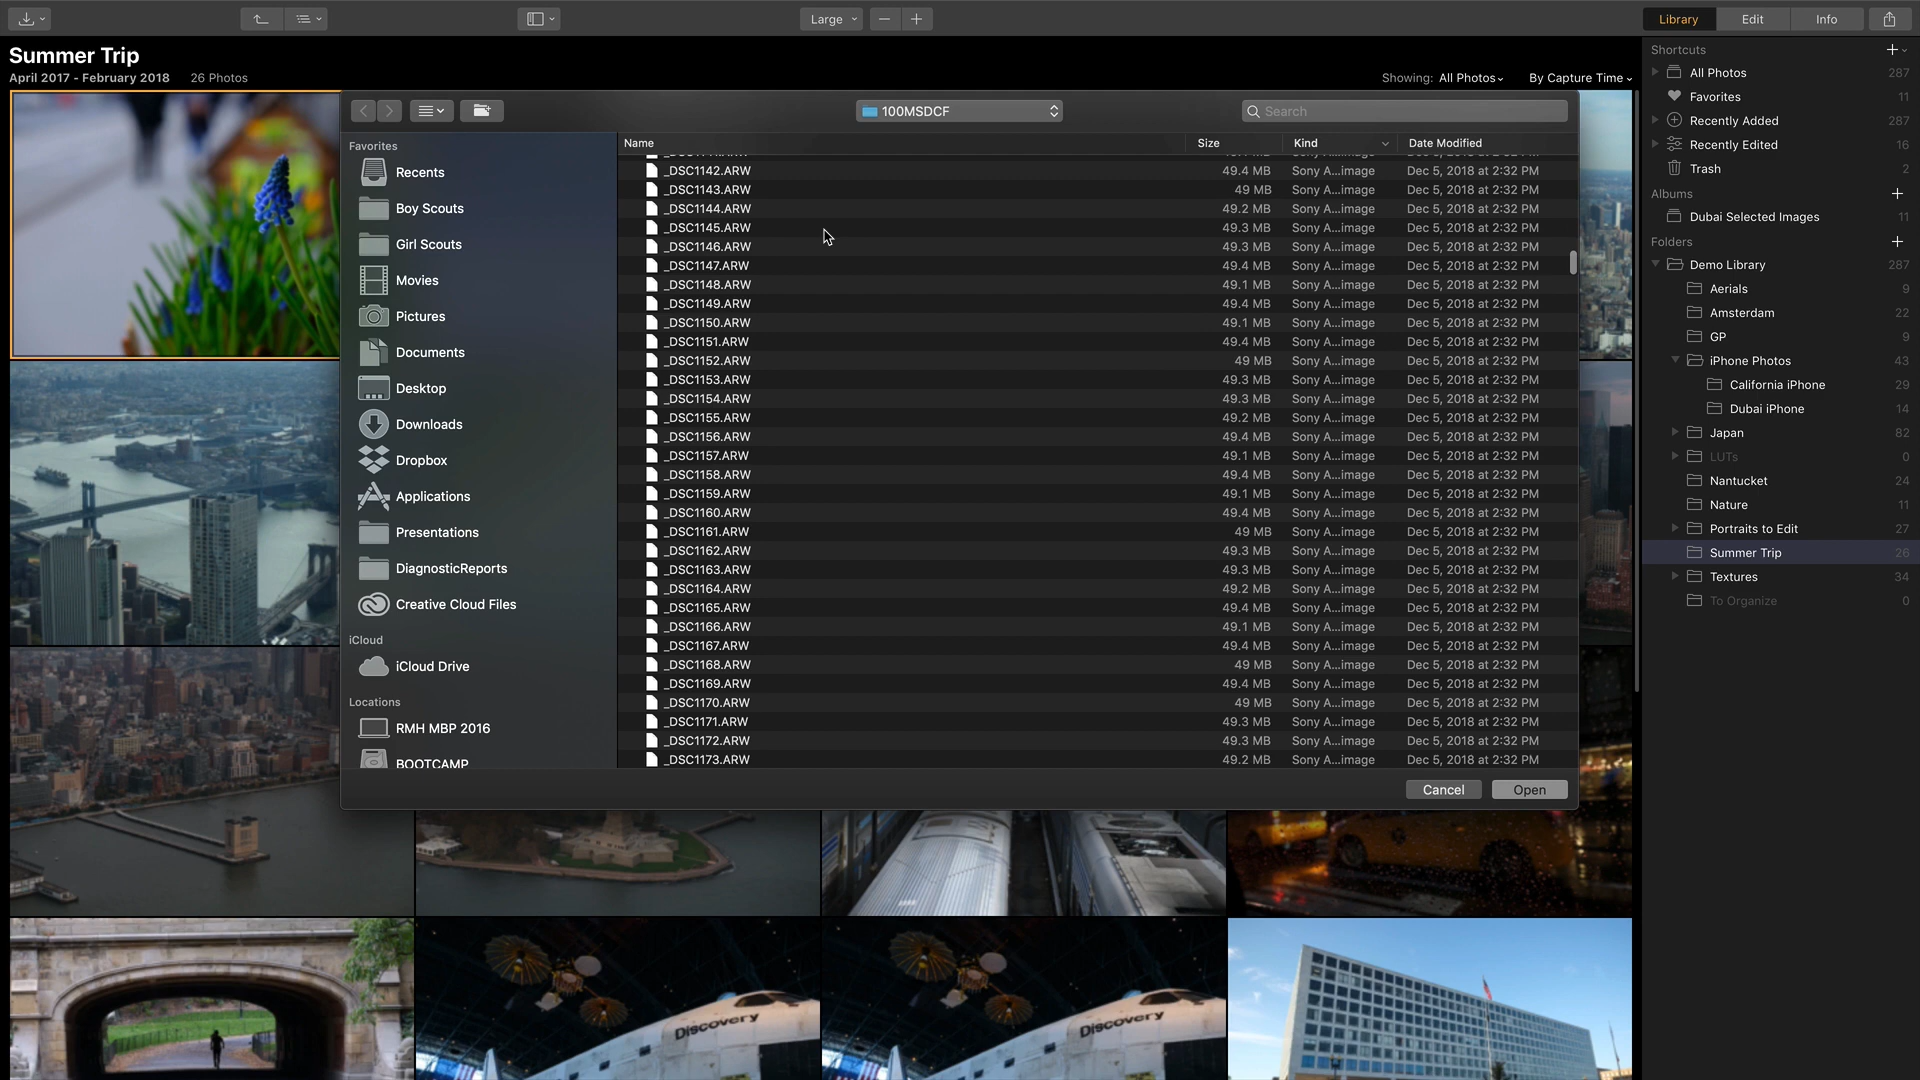 Large
Library
Edit
Info
Summer Trip
April 2017 - February 2018
26 Photos
Showing: All Photos
By Capture Time
100MSDCF
Search
Favorites
Recents
Boy Scouts
Girl Scouts
Movies
Pictures
Documents
Desktop
Downloads
Dropbox
Applications
Presentations
DiagnosticReports
Creative Cloud Files
iCloud
iCloud Drive
Locations
RMH MBP 2016
BOOTCAMP
Name Size Kind Date Modified
_DSC1142.ARW 49.4 MB Sony A...image Dec 5, 2018 at 2:32 PM
_DSC1143.ARW 49 MB Sony A...image Dec 5, 2018 at 2:32 PM
_DSC1144.ARW 49.2 MB Sony A...image Dec 5, 2018 at 2:32 PM
_DSC1145.ARW 49.3 MB Sony A...image Dec 5, 2018 at 2:32 PM
_DSC1146.ARW 49.3 MB Sony A...image Dec 5, 2018 at 2:32 PM
_DSC1147.ARW 49.4 MB Sony A...image Dec 5, 2018 at 2:32 PM
_DSC1148.ARW 49.1 MB Sony A...image Dec 5, 2018 at 2:32 PM
_DSC1149.ARW 49.4 MB Sony A...image Dec 5, 2018 at 2:32 PM
_DSC1150.ARW 49.1 MB Sony A...image Dec 5, 2018 at 2:32 PM
_DSC1151.ARW 49.4 MB Sony A...image Dec 5, 2018 at 2:32 PM
_DSC1152.ARW 49 MB Sony A...image Dec 5, 2018 at 2:32 PM
_DSC1153.ARW 49.3 MB Sony A...image Dec 5, 2018 at 2:32 PM
_DSC1154.ARW 49.3 MB Sony A...image Dec 5, 2018 at 2:32 PM
_DSC1155.ARW 49.2 MB Sony A...image Dec 5, 2018 at 2:32 PM
_DSC1156.ARW 49.4 MB Sony A...image Dec 5, 2018 at 2:32 PM
_DSC1157.ARW 49.1 MB Sony A...image Dec 5, 2018 at 2:32 PM
_DSC1158.ARW 49.4 MB Sony A...image Dec 5, 2018 at 2:32 PM
_DSC1159.ARW 49.1 MB Sony A...image Dec 5, 2018 at 2:32 PM
_DSC1160.ARW 49.4 MB Sony A...image Dec 5, 2018 at 2:32 PM
_DSC1161.ARW 49 MB Sony A...image Dec 5, 2018 at 2:32 PM
_DSC1162.ARW 49.3 MB Sony A...image Dec 5, 2018 at 2:32 PM
_DSC1163.ARW 49.3 MB Sony A...image Dec 5, 2018 at 2:32 PM
_DSC1164.ARW 49.2 MB Sony A...image Dec 5, 2018 at 2:32 PM
_DSC1165.ARW 49.4 MB Sony A...image Dec 5, 2018 at 2:32 PM
_DSC1166.ARW 49.1 MB Sony A...image Dec 5, 2018 at 2:32 PM
_DSC1167.ARW 49.4 MB Sony A...image Dec 5, 2018 at 2:32 PM
_DSC1168.ARW 49 MB Sony A...image Dec 5, 2018 at 2:32 PM
_DSC1169.ARW 49.4 MB Sony A...image Dec 5, 2018 at 2:32 PM
_DSC1170.ARW 49 MB Sony A...image Dec 5, 2018 at 2:32 PM
_DSC1171.ARW 49.3 MB Sony A...image Dec 5, 2018 at 2:32 PM
_DSC1172.ARW 49.3 MB Sony A...image Dec 5, 2018 at 2:32 PM
_DSC1173.ARW 49.2 MB Sony A...image Dec 5, 2018 at 2:32 PM
Cancel
Open
Shortcuts
All Photos 287
Favorites 11
Recently Added 287
Recently Edited 16
Trash 2
Albums
Dubai Selected Images 11
Folders
Demo Library 287
Aerials 9
Amsterdam 22
GP 9
iPhone Photos 43
California iPhone 29
Dubai iPhone 14
Japan 82
LUTs 0
Nantucket 24
Nature 11
Portraits to Edit 27
Summer Trip 26
Textures 34
To Organize 0
Discovery
Discovery